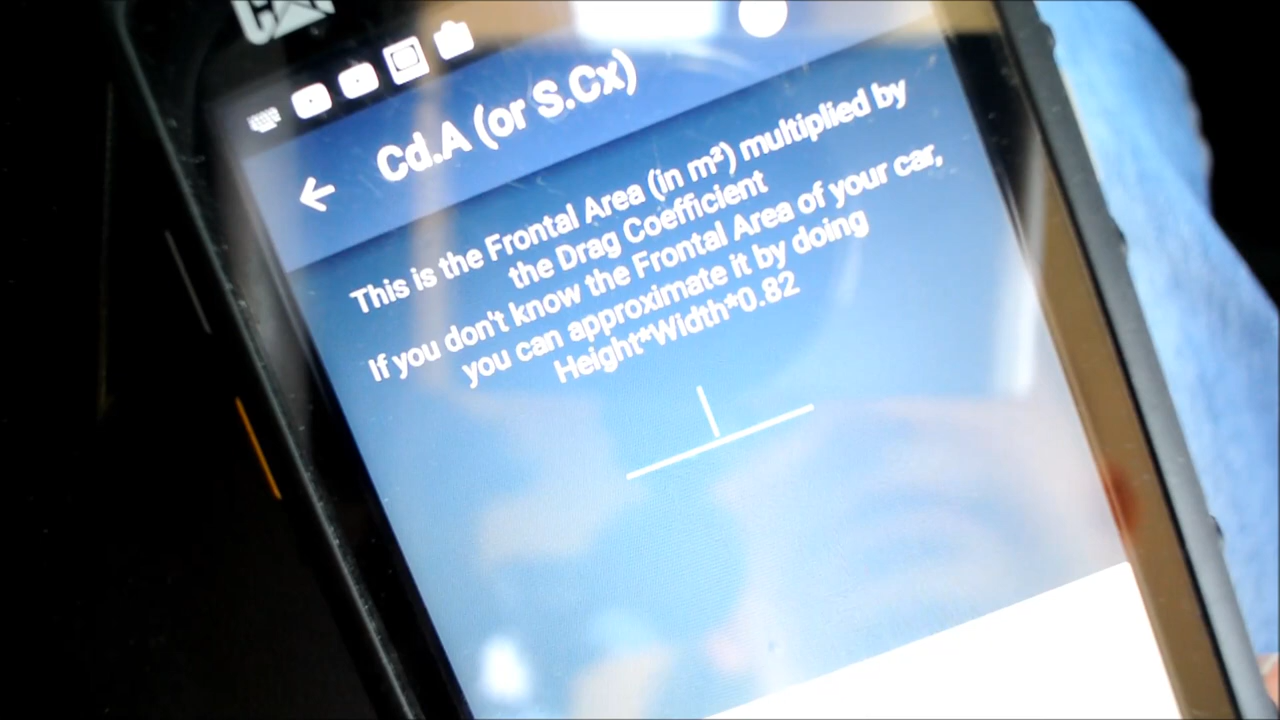 Cd.A (or S.Cx)
This is the Frontal Area (in m²) multiplied by
the Drag Coefficient
If you don't know the Frontal Area of your car,
you can approximate it by doing
Height*Width*0.82